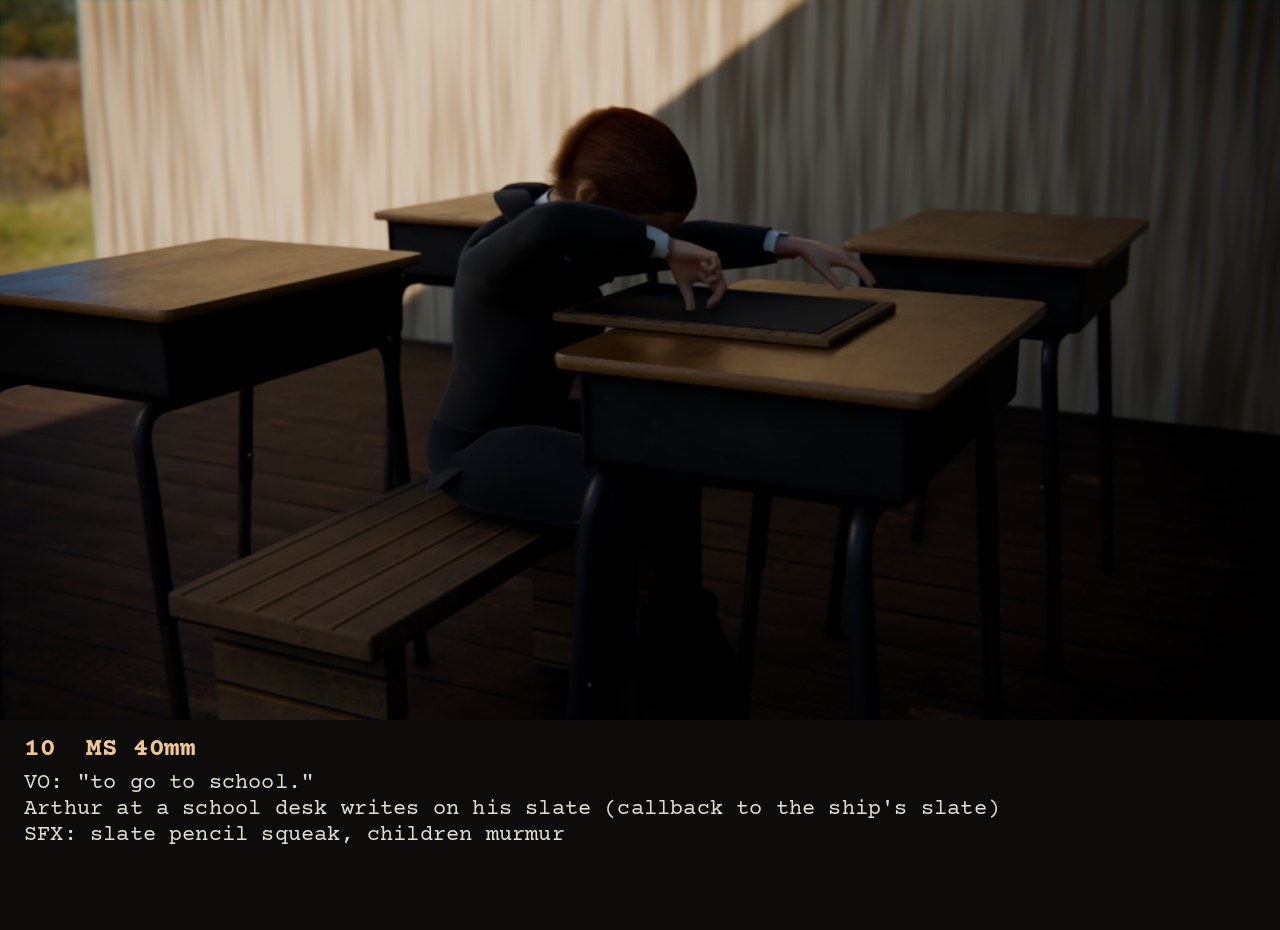 10  MS 40mm
VO: "to go to school."
Arthur at a school desk writes on his slate (callback to the ship's slate)
SFX: slate pencil squeak, children murmur